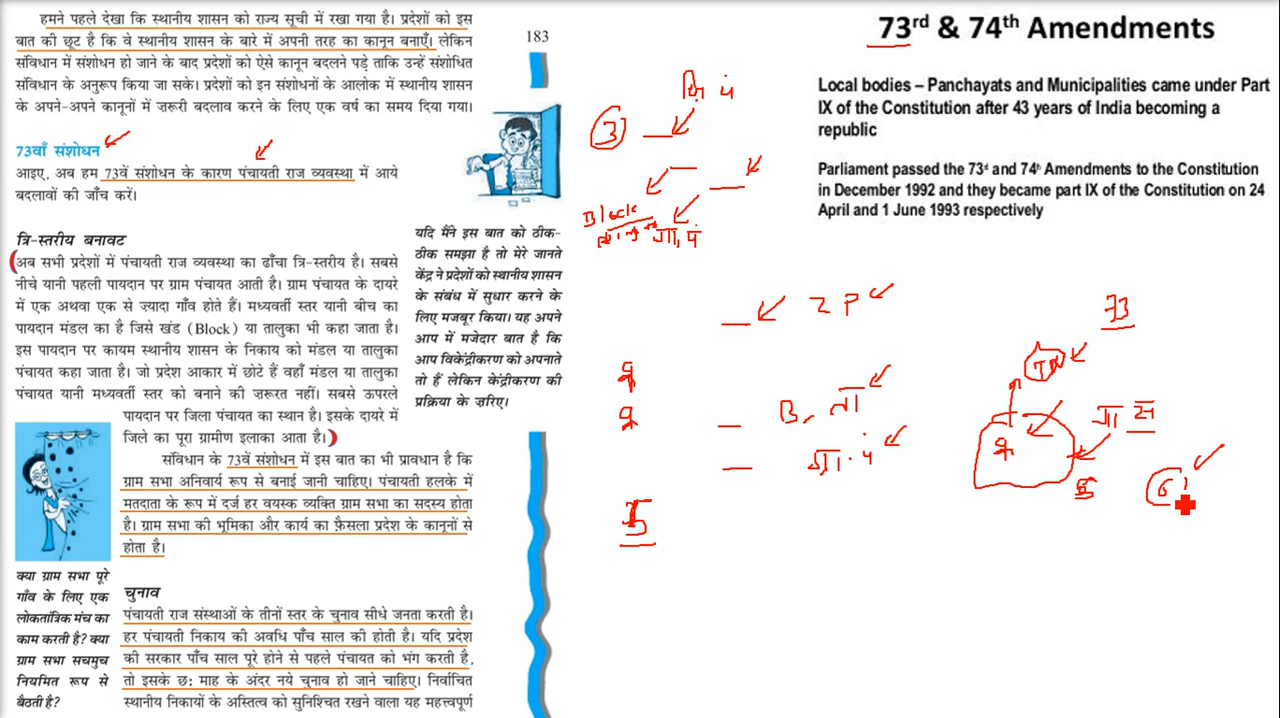 हमने पहले देखा कि स्थानीय शासन को राज्य सूची में रखा गया है। प्रदेशों को इस
बात की छूट है कि वे स्थानीय शासन के बारे में अपनी तरह का कानून बनाएँ। लेकिन
संविधान में संशोधन हो जाने के बाद प्रदेशों को ऐसे कानून बदलने पड़े ताकि उन्हें संशोधित
संविधान के अनुरूप किया जा सके। प्रदेशों को इन संशोधनों के आलोक में स्थानीय शासन
के अपने-अपने कानूनों में ज़रूरी बदलाव करने के लिए एक वर्ष का समय दिया गया।
183
73वाँ संशोधन
आइए, अब हम 73वें संशोधन के कारण पंचायती राज व्यवस्था में आये
बदलावों की जाँच करें।
त्रि-स्तरीय बनावट
अब सभी प्रदेशों में पंचायती राज व्यवस्था का ढाँचा त्रि-स्तरीय है। सबसे
नीचे यानी पहली पायदान पर ग्राम पंचायत आती है। ग्राम पंचायत के दायरे
में एक अथवा एक से ज्यादा गाँव होते हैं। मध्यवर्ती स्तर यानी बीच का
पायदान मंडल का है जिसे खंड (Block) या तालुका भी कहा जाता है।
इस पायदान पर कायम स्थानीय शासन के निकाय को मंडल या तालुका
पंचायत कहा जाता है। जो प्रदेश आकार में छोटे हैं वहाँ मंडल या तालुका
पंचायत यानी मध्यवर्ती स्तर को बनाने की ज़रूरत नहीं। सबसे ऊपरले
पायदान पर जिला पंचायत का स्थान है। इसके दायरे में
जिले का पूरा ग्रामीण इलाका आता है।
संविधान के 73वें संशोधन में इस बात का भी प्रावधान है कि
ग्राम सभा अनिवार्य रूप से बनाई जानी चाहिए। पंचायती हलके में
मतदाता के रूप में दर्ज हर वयस्क व्यक्ति ग्राम सभा का सदस्य होता
है। ग्राम सभा की भूमिका और कार्य का फ़ैसला प्रदेश के कानूनों से
होता है।
चुनाव
पंचायती राज संस्थाओं के तीनों स्तर के चुनाव सीधे जनता करती है।
हर पंचायती निकाय की अवधि पाँच साल की होती है। यदि प्रदेश
की सरकार पाँच साल पूरे होने से पहले पंचायत को भंग करती है,
तो इसके छ: माह के अंदर नये चुनाव हो जाने चाहिए। निर्वाचित
स्थानीय निकायों के अस्तित्व को सुनिश्चित रखने वाला यह महत्त्वपूर्ण
यदि मैंने इस बात को ठीक-
ठीक समझा है तो मेरे जानते
केंद्र ने प्रदेशों को स्थानीय शासन
के संबंध में सुधार करने के
लिए मजबूर किया। यह अपने
आप में मजेदार बात है कि
आप विकेंद्रीकरण को अपनाते
तो हैं लेकिन केंद्रीकरण की
प्रक्रिया के ज़रिए।
क्या ग्राम सभा पूरे
गाँव के लिए एक
लोकतांत्रिक मंच का
काम करती है? क्या
ग्राम सभा सचमुच
नियमित रूप से
बैठती है?
73rd & 74th Amendments
Local bodies – Panchayats and Municipalities came under Part
IX of the Constitution after 43 years of India becoming a
republic
Parliament passed the 73d and 74h Amendments to the Constitution
in December 1992 and they became part IX of the Constitution on 24
April and 1 June 1993 respectively
3
Block
ग्रा. पं
Z P
73
B, ता
ग्रा. पं
ग्रा स
5
6